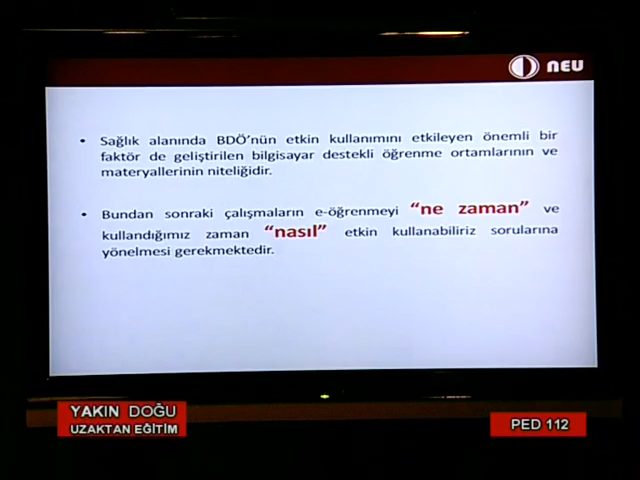 NEU
• Sağlık alanında BDÖ'nün etkin kullanımını etkileyen önemli bir
faktör de geliştirilen bilgisayar destekli öğrenme ortamlarının ve
materyallerinin niteliğidir.
• Bundan sonraki çalışmaların e-öğrenmeyi "ne zaman" ve
kullandığımız zaman "nasıl" etkin kullanabiliriz sorularına
yönelmesi gerekmektedir.
YAKIN DOĞU
UZAKTAN EĞİTİM
PED 112